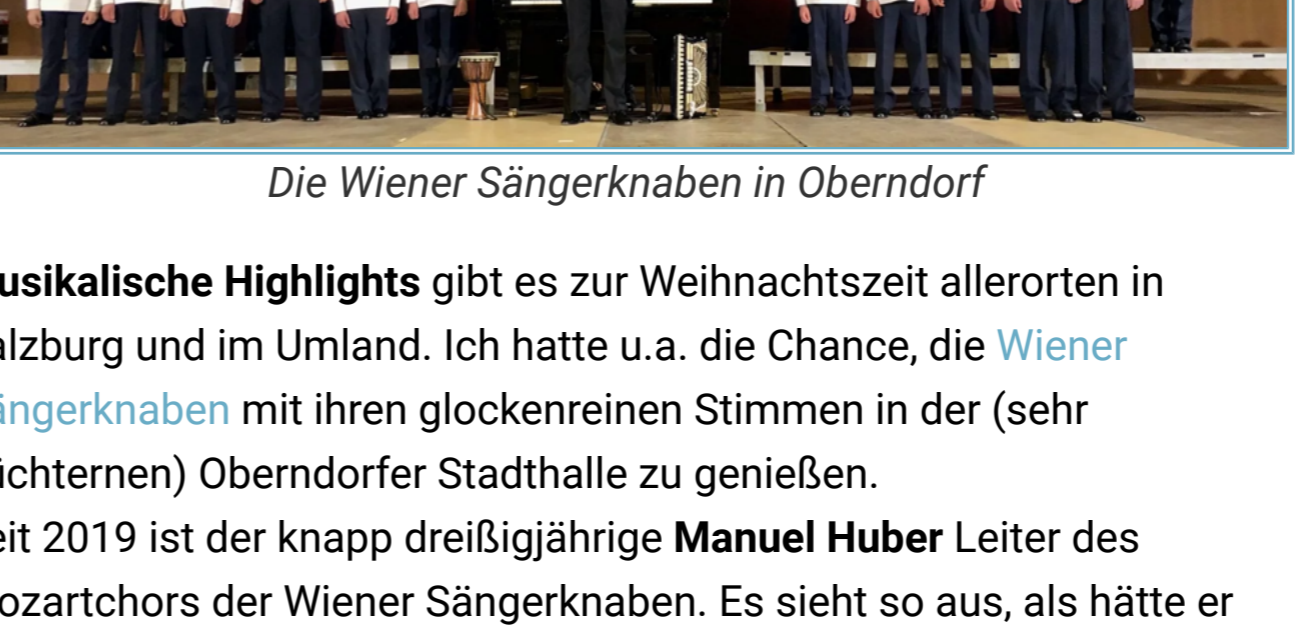 Die Wiener Sängerknaben in Oberndorf
usikalische Highlights gibt es zur Weihnachtszeit allerorten in
alzburg und im Umland. Ich hatte u.a. die Chance, die Wiener
ängerknaben mit ihren glockenreinen Stimmen in der (sehr
üchternen) Oberndorfer Stadthalle zu genießen.
eit 2019 ist der knapp dreißigjährige Manuel Huber Leiter des
ozartchors der Wiener Sängerknaben. Es sieht so aus, als hätte er